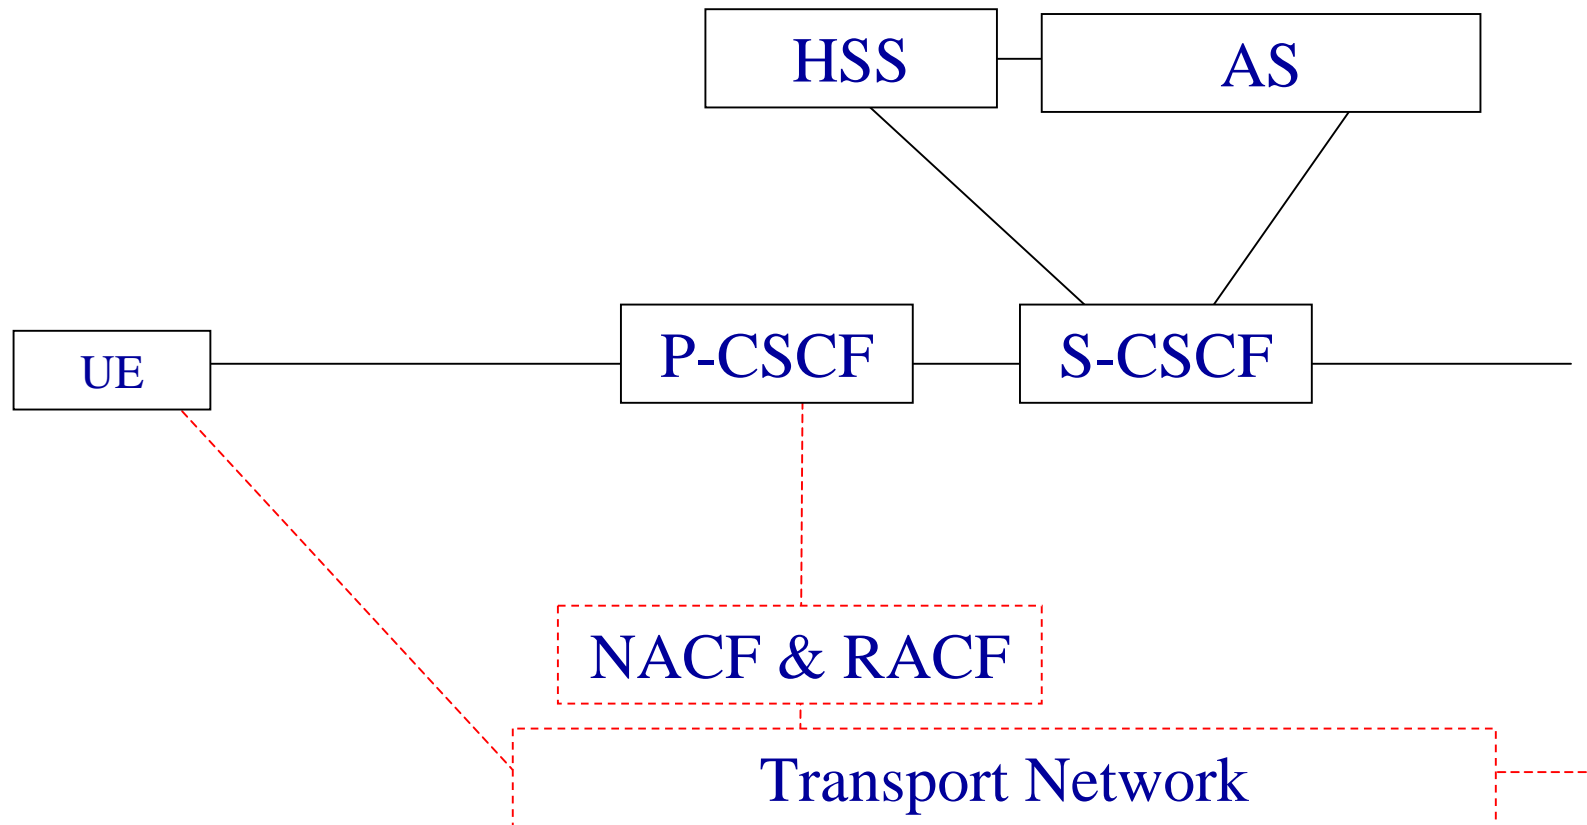 HSS
AS
UE
P-CSCF
S-CSCF
NACF & RACF
Transport Network